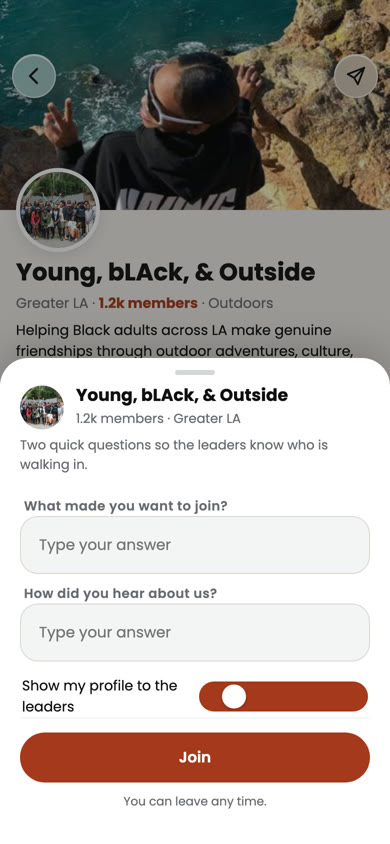 Young, bLAck, & Outside
Greater LA · 1.2k members · Outdoors
Helping Black adults across LA make genuine
friendships through outdoor adventures, culture,
Young, bLAck, & Outside
1.2k members · Greater LA
Two quick questions so the leaders know who is
walking in.
What made you want to join?
Type your answer
How did you hear about us?
Type your answer
Show my profile to the
leaders
Join
You can leave any time.